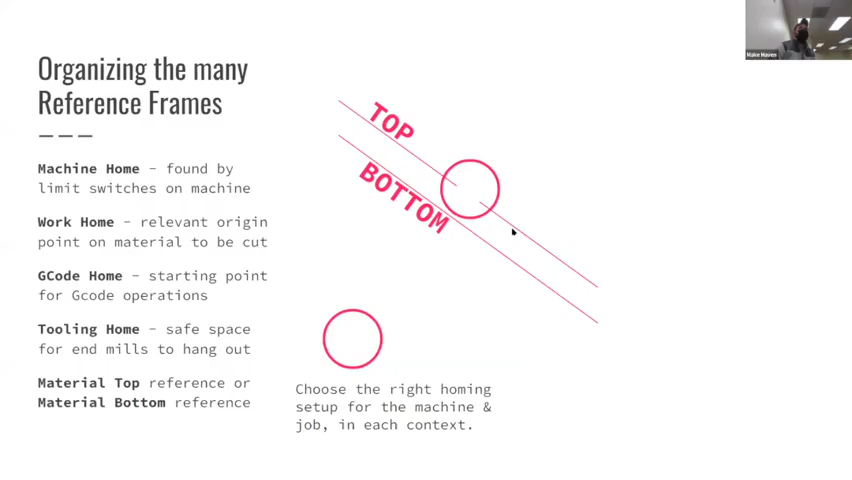 Organizing the many
Reference Frames
Machine Home - found by
limit switches on machine
Work Home - relevant origin
point on material to be cut
GCode Home - starting point
for Gcode operations
Tooling Home - safe space
for end mills to hang out
Material Top reference or
Material Bottom reference
TOP
BOTTOM
Choose the right homing
setup for the machine &
job, in each context.
Make Haven